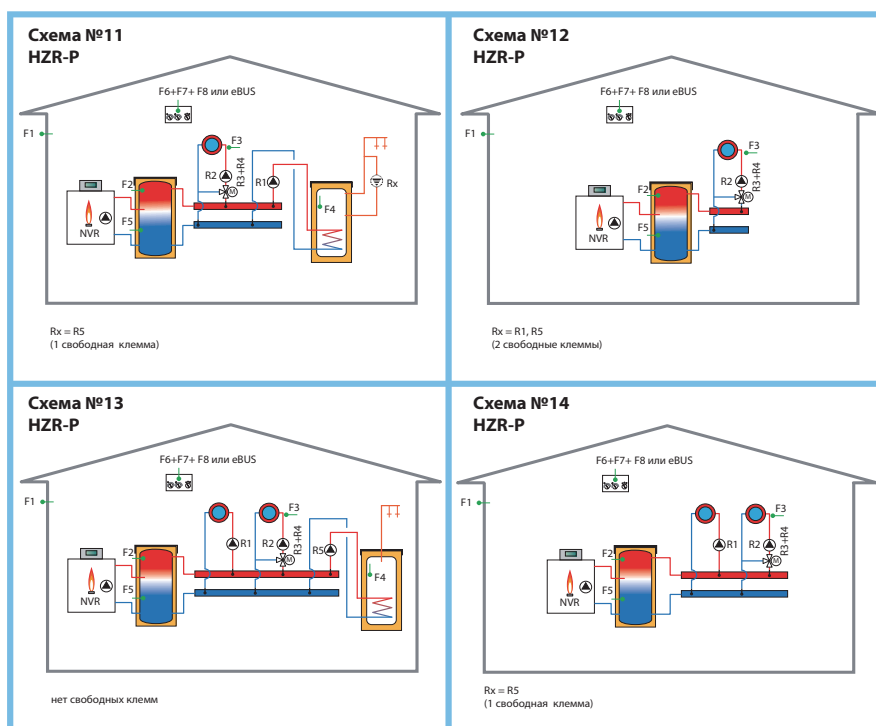 Схема №11
HZR-P
F6+F7+ F8 или eBUS
F1
F3
R2
R3+R4
M
R1
Rx
F2
F5
F4
NVR
Rx = R5
(1 свободная клемма)
Схема №12
HZR-P
F6+F7+ F8 или eBUS
F1
F3
R2
R3+R4
M
F2
F5
NVR
Rx = R1, R5
(2 свободные клеммы)
Схема №13
HZR-P
F6+F7+ F8 или eBUS
F1
F3
R1
R2
R3+R4
M
R5
F2
F5
F4
NVR
нет свободных клемм
Схема №14
HZR-P
F6+F7+ F8 или eBUS
F1
F3
R1
R2
R3+R4
M
F2
F5
NVR
Rx = R5
(1 свободная клемма)